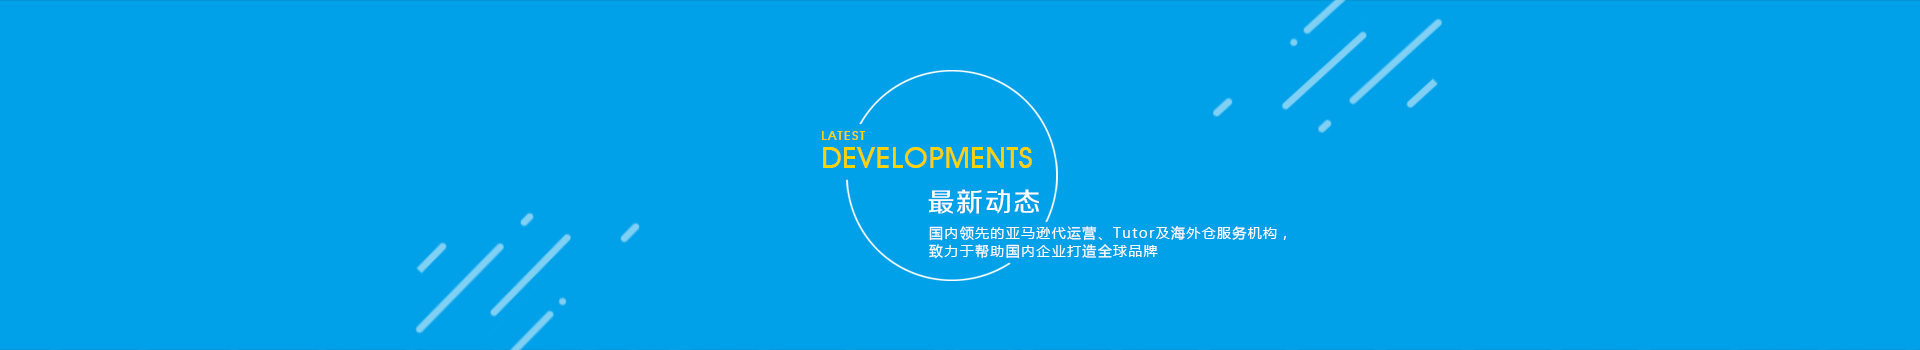 LATEST
DEVELOPMENTS
最新动态
国内领先的亚马逊代运营、Tutor及海外仓服务机构，
致力于帮助国内企业打造全球品牌